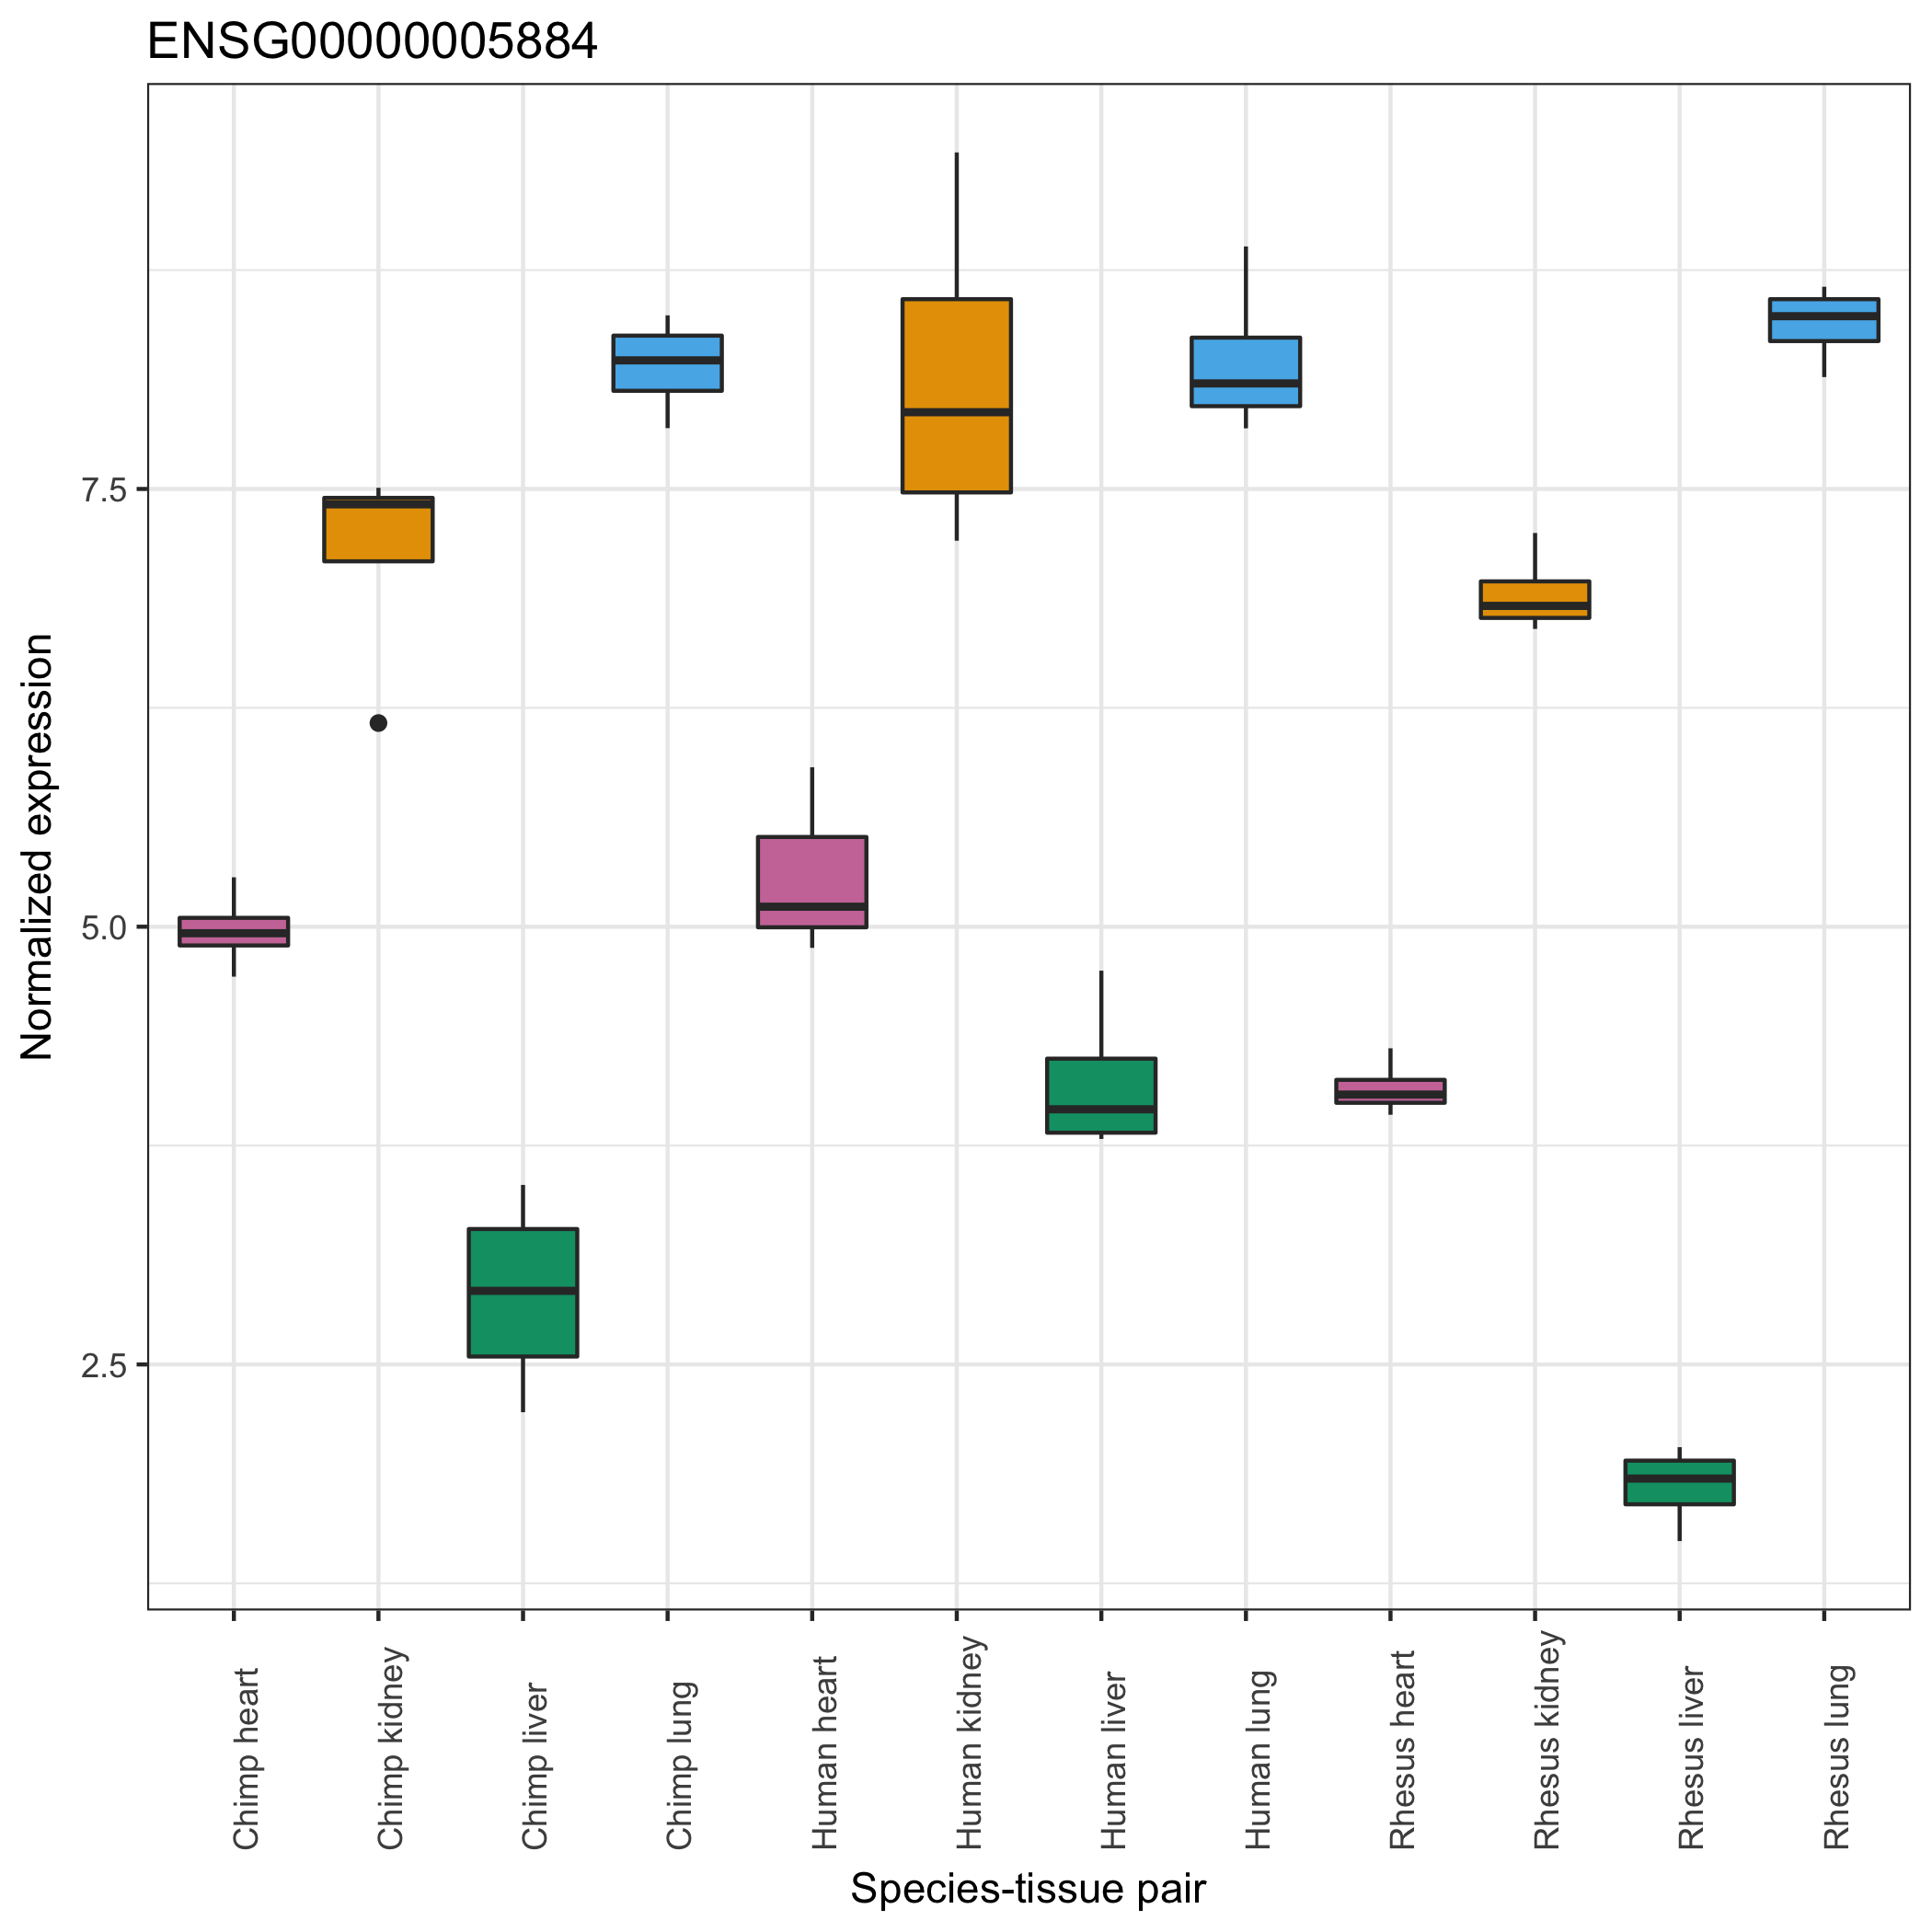 ENSG00000005884
Normalized expression
7.5
5.0
2.5
Chimp heart
Chimp kidney
Chimp liver
Chimp lung
Human heart
Human kidney
Human liver
Human lung
Rhesus heart
Rhesus kidney
Rhesus liver
Rhesus lung
Species-tissue pair